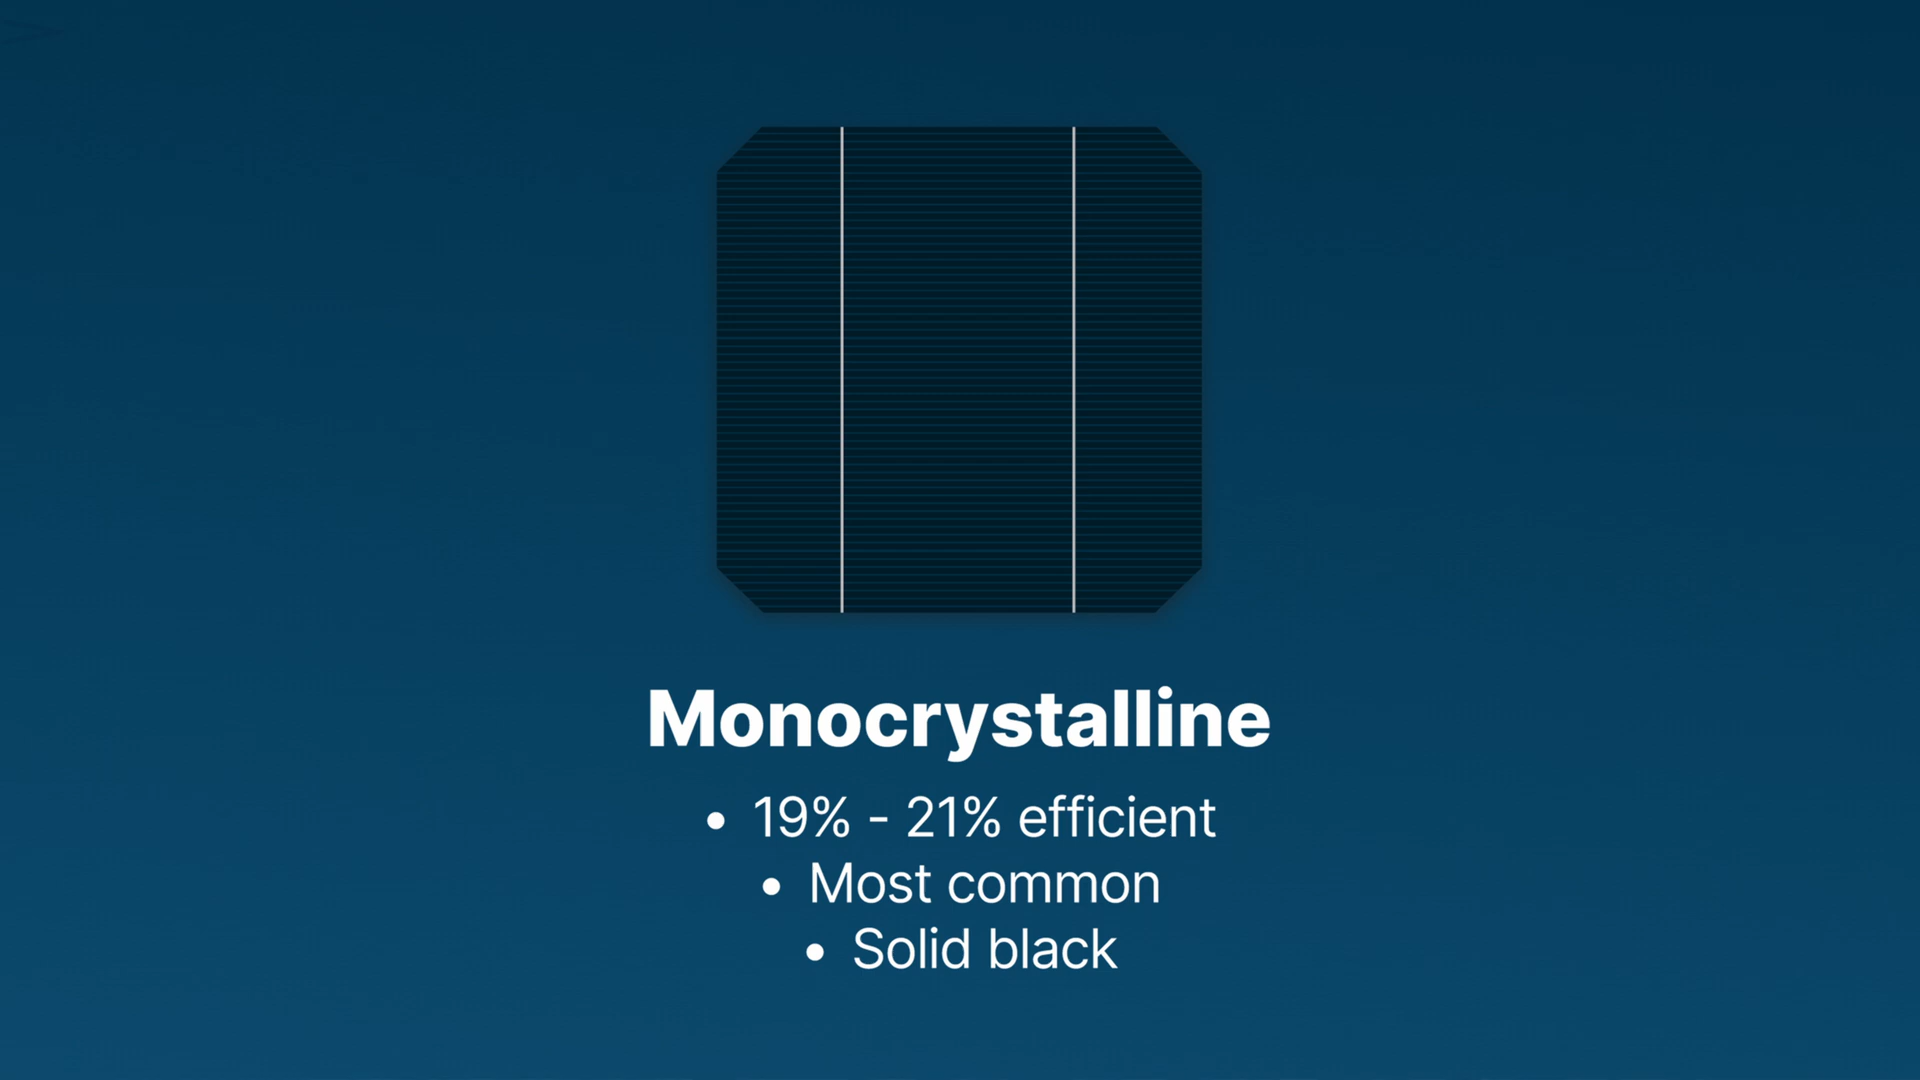 Monocrystalline
• 19% - 21% efficient
• Most common
• Solid black